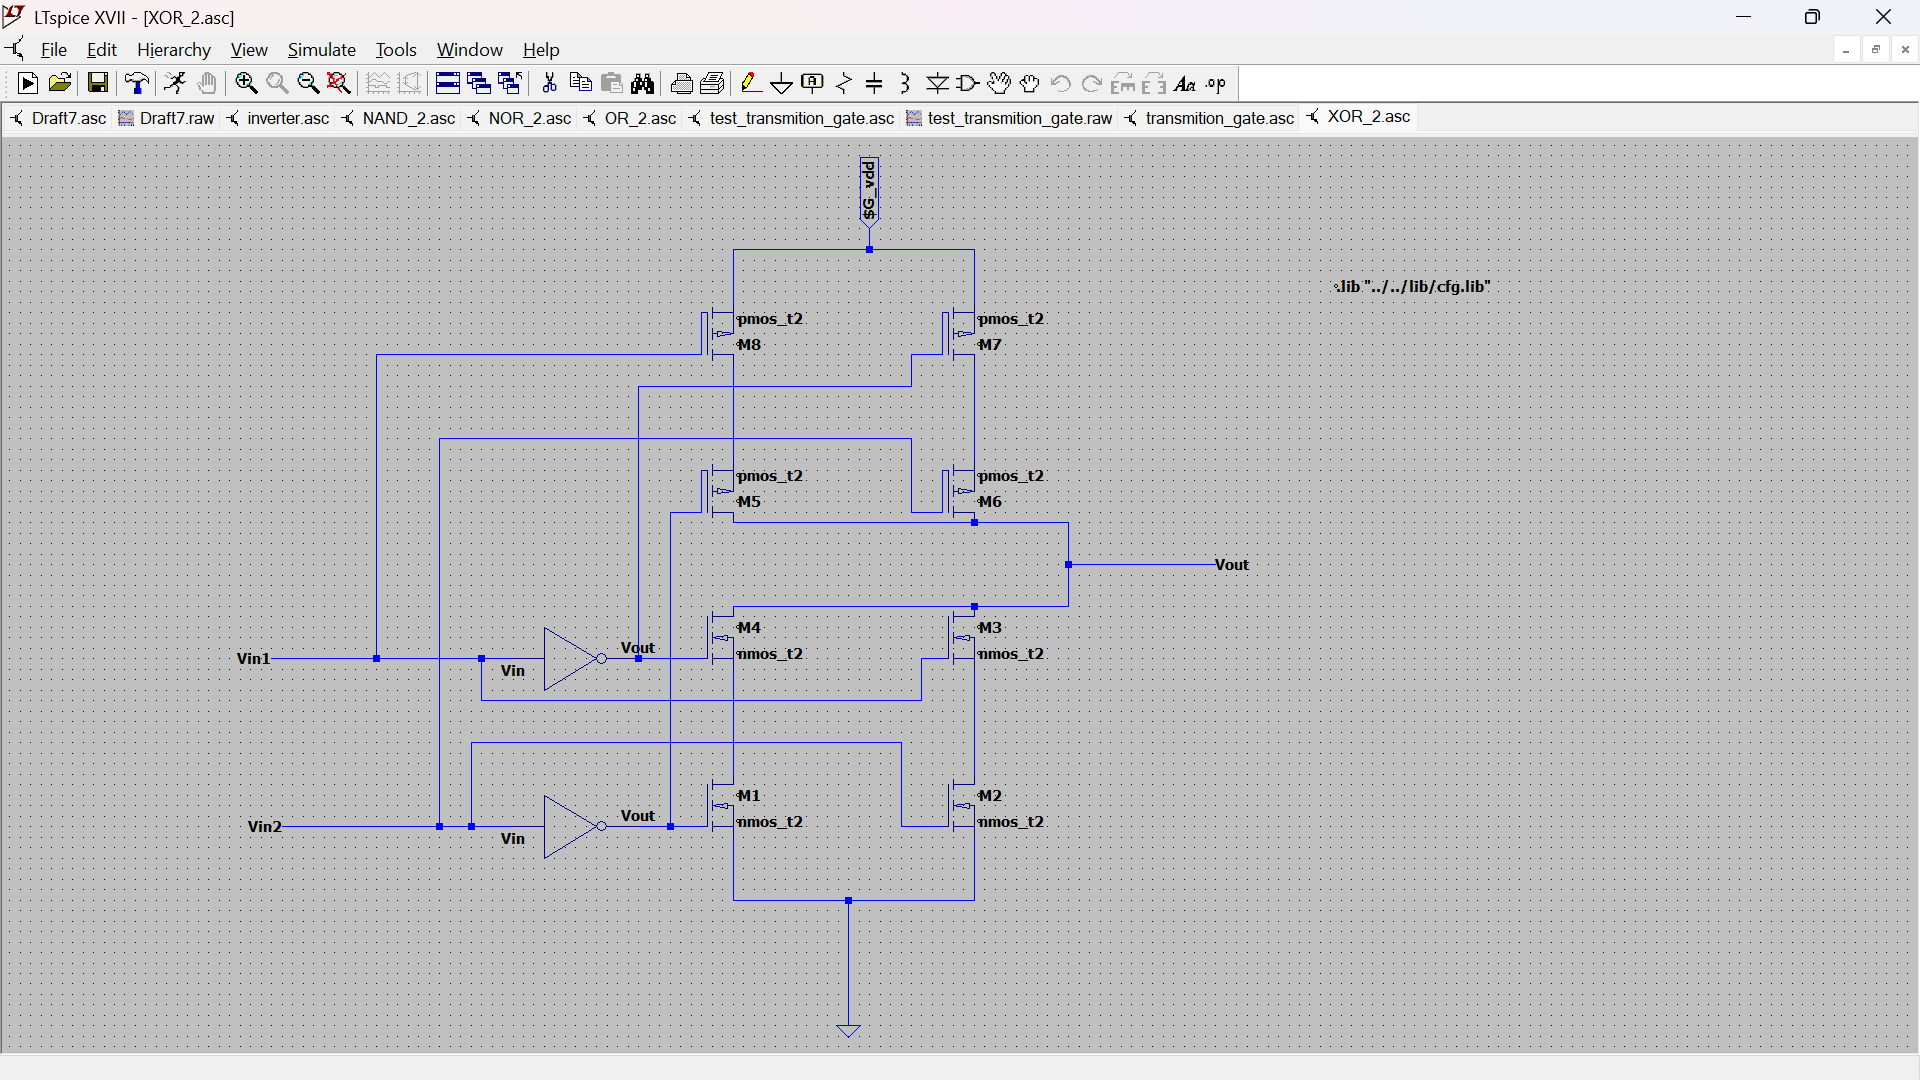 LTspice XVII - [XOR_2.asc]
File Edit Hierarchy View Simulate Tools Window Help
Draft7.asc Draft7.raw inverter.asc NAND_2.asc NOR_2.asc OR_2.asc test_transmition_gate.asc test_transmition_gate.raw transmition_gate.asc XOR_2.asc
$G_vdd
.lib "../../lib/cfg.lib"
pmos_t2
M8
pmos_t2
M7
pmos_t2
M5
pmos_t2
M6
Vout
M4
nmos_t2
M3
nmos_t2
Vin1
Vin
Vout
M1
nmos_t2
M2
nmos_t2
Vin2
Vin
Vout